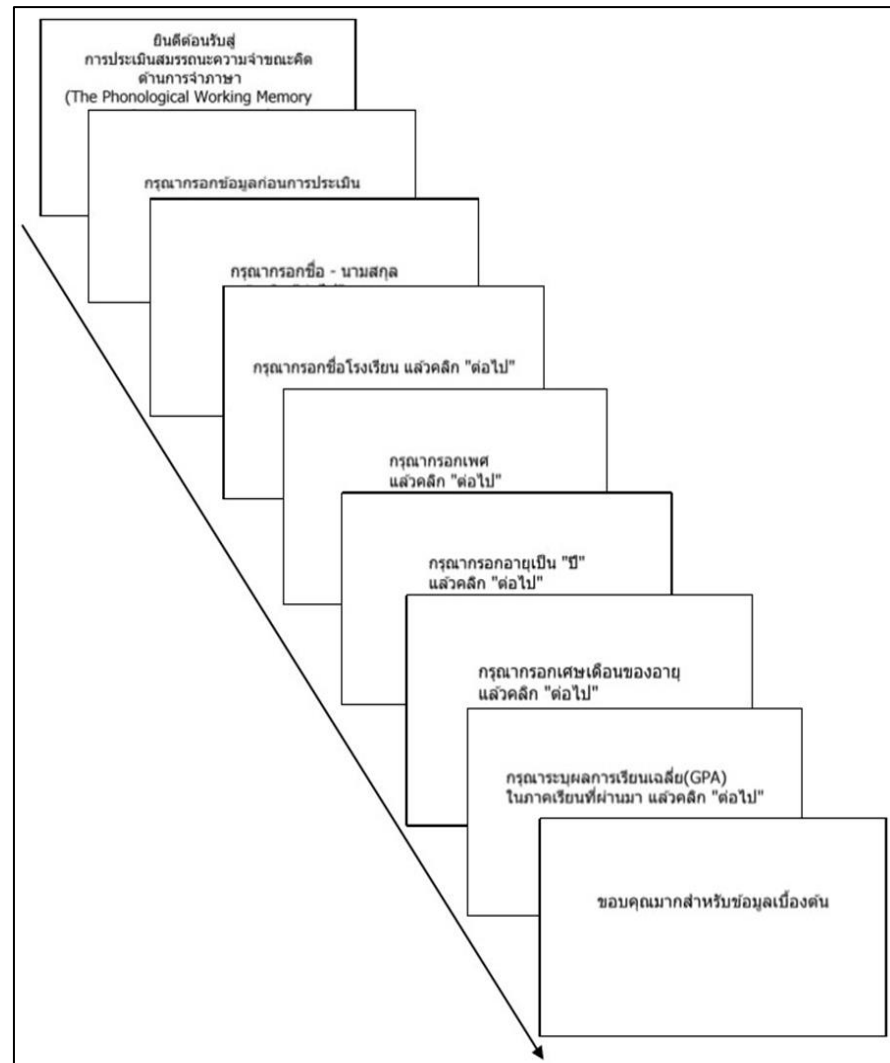 ยินดีต้อนรับสู่
การประเมินสมรรถนะความจำขณะคิด
ด้านการจำภาษา
(The Phonological Working Memory
กรุณากรอกข้อมูลก่อนการประเมิน
กรุณากรอกชื่อ - นามสกุล
กรุณากรอกชื่อโรงเรียน แล้วคลิก "ต่อไป"
กรุณากรอกเพศ
แล้วคลิก "ต่อไป"
กรุณากรอกอายุเป็น "ปี"
แล้วคลิก "ต่อไป"
กรุณากรอกเศษเดือนของอายุ
แล้วคลิก "ต่อไป"
กรุณาระบุผลการเรียนเฉลี่ย(GPA)
ในภาคเรียนที่ผ่านมา แล้วคลิก "ต่อไป"
ขอบคุณมากสำหรับข้อมูลเบื้องต้น